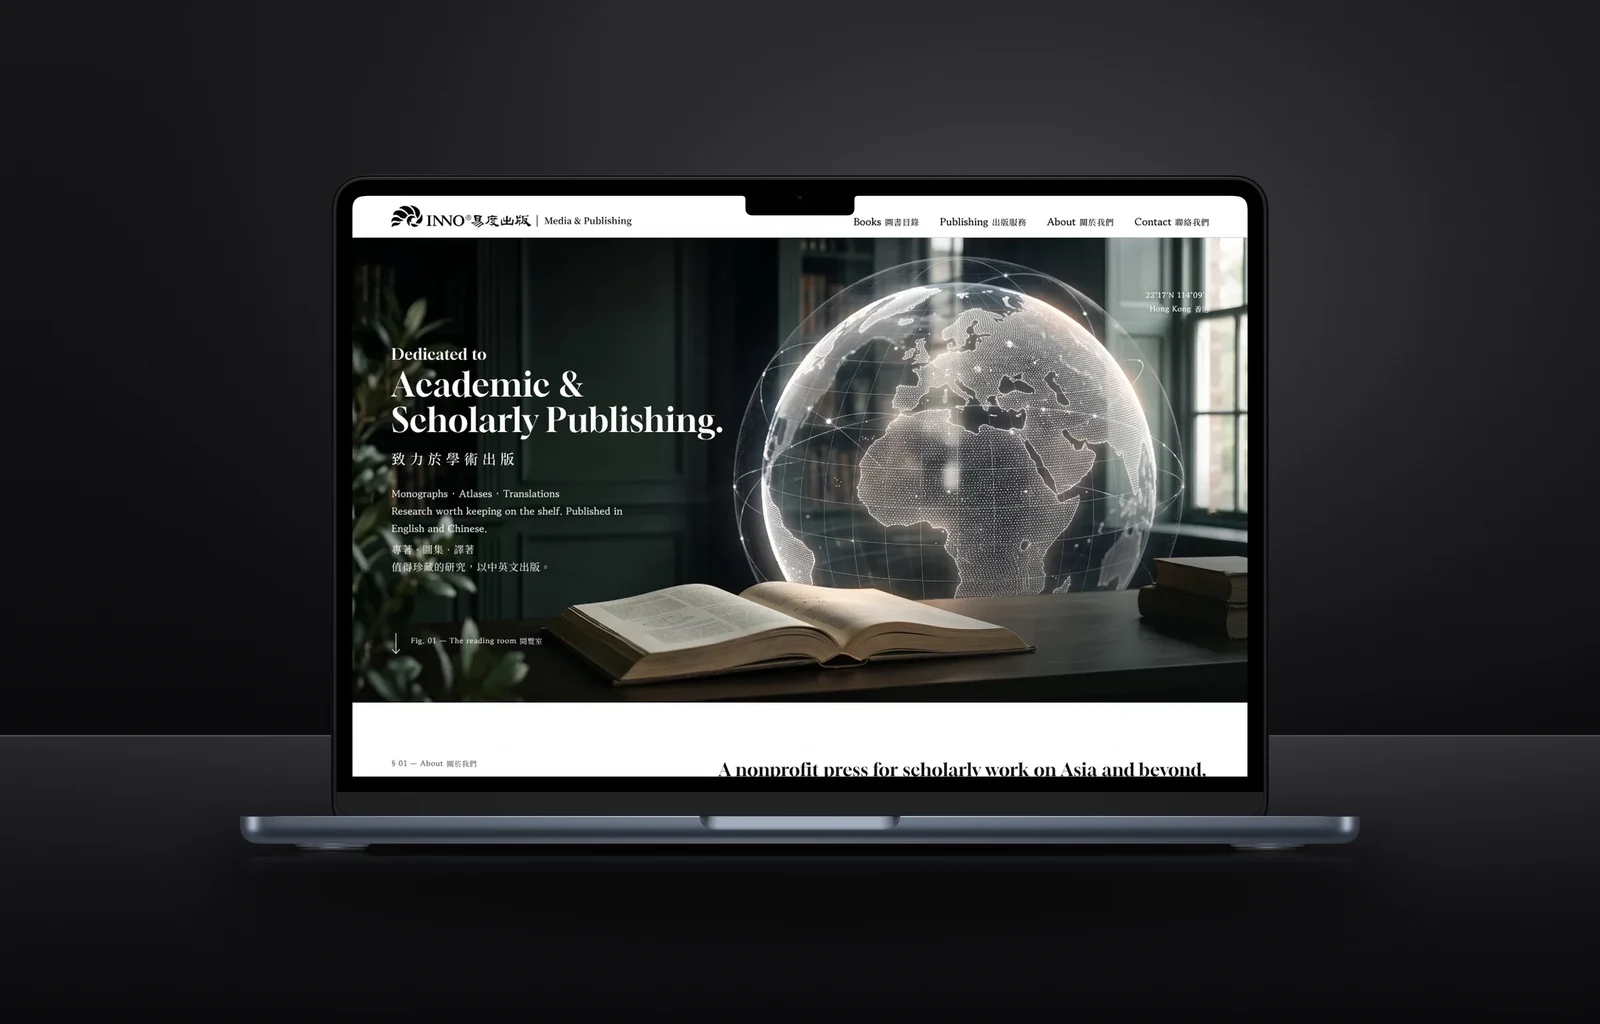 INNO®易度出版 | Media & Publishing
Books 圖書目錄 Publishing 出版服務 About 關於我們 Contact 聯絡我們
22°17'N 114°09'
Hong Kong 香港
Dedicated to
Academic &
Scholarly Publishing.
致力於學術出版
Monographs · Atlases · Translations
Research worth keeping on the shelf. Published in
English and Chinese.
專著 · 圖集 · 譯著
值得珍藏的研究，以中英文出版。
Fig. 01 — The reading room 閱覽室
§ 01 — About 關於我們
A nonprofit press for scholarly work on Asia and beyond,